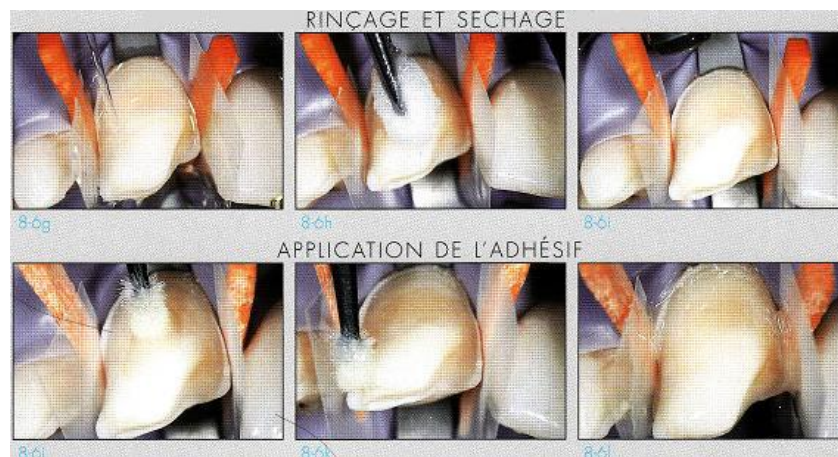 RINÇAGE ET SECHAGE
8-6g
8-6h
8-6i
APPLICATION DE L'ADHÉSIF
8-6j
8-6k
8-6l